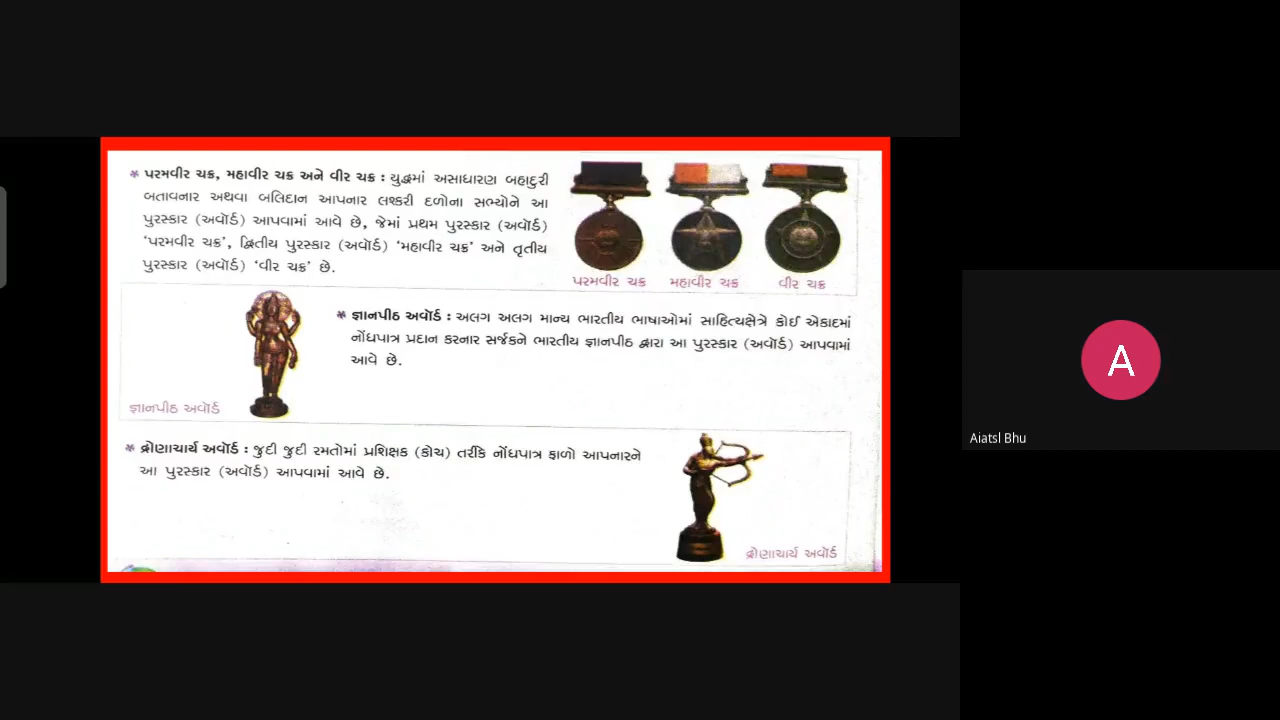 * પરમવીર ચક્ર, મહાવીર ચક્ર અને વીર ચક્ર : યુદ્ધમાં અસાધારણ બહાદુરી
બતાવનાર અથવા બલિદાન આપનાર લશ્કરી દળોના સભ્યોને આ
પુરસ્કાર (અવૉર્ડ) આપવામાં આવે છે, જેમાં પ્રથમ પુરસ્કાર (અવૉર્ડ)
‘પરમવીર ચક્ર’, દ્વિતીય પુરસ્કાર (અવૉર્ડ) ‘મહાવીર ચક્ર’ અને તૃતીય
પુરસ્કાર (અવૉર્ડ) ‘વીર ચક્ર’ છે.
પરમવીર ચક્ર મહાવીર ચક્ર વીર ચક્ર
* જ્ઞાનપીઠ અવૉર્ડ : અલગ અલગ માન્ય ભારતીય ભાષાઓમાં સાહિત્યક્ષેત્રે કોઈ એકાદમાં
નોંધપાત્ર પ્રદાન કરનાર સર્જકને ભારતીય જ્ઞાનપીઠ દ્વારા આ પુરસ્કાર (અવૉર્ડ) આપવામાં
આવે છે.
જ્ઞાનપીઠ અવૉર્ડ
* દ્રોણાચાર્ય અવૉર્ડ : જુદી જુદી રમતોમાં પ્રશિક્ષક (કોચ) તરીકે નોંધપાત્ર ફાળો આપનારને
આ પુરસ્કાર (અવૉર્ડ) આપવામાં આવે છે.
દ્રોણાચાર્ય અવૉર્ડ
A
Aiatsl Bhu